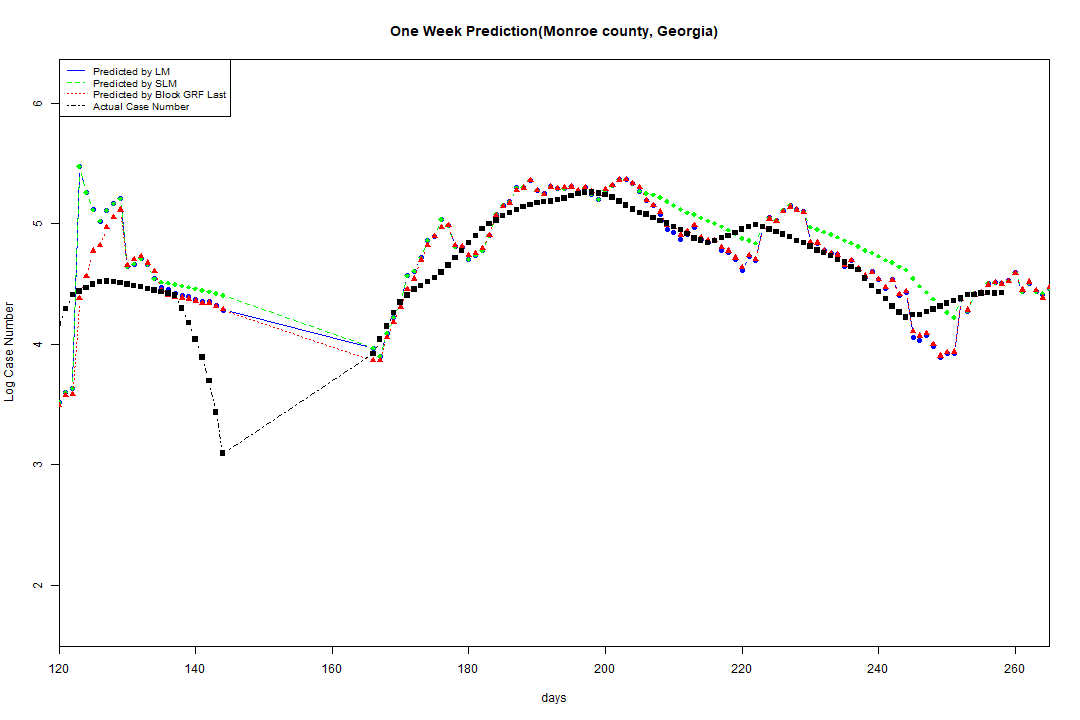 One Week Prediction(Monroe county, Georgia)
Predicted by LM
Predicted by SLM
Predicted by Block GRF Last
Actual Case Number
6
5
4
3
2
Log Case Number
120 140 160 180 200 220 240 260
days